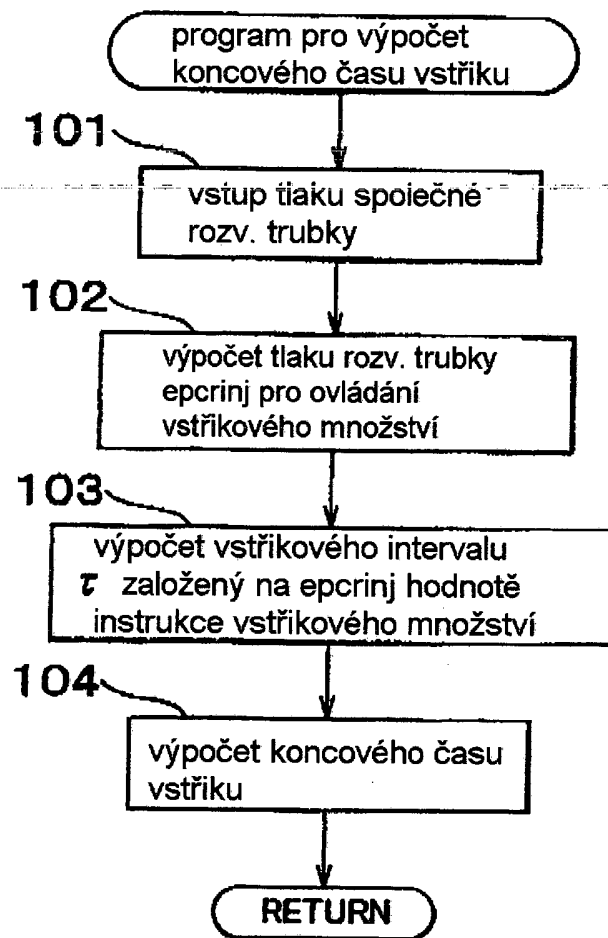 program pro výpočet
koncového času vstřiku
101
vstup tlaku společné
rozv. trubky
102
výpočet tlaku rozv. trubky
epcrinj pro ovládání
vstřikového množství
103
výpočet vstřikového intervalu
τ založený na epcrinj hodnotě
instrukce vstřikového množství
104
výpočet koncového času
vstřiku
RETURN